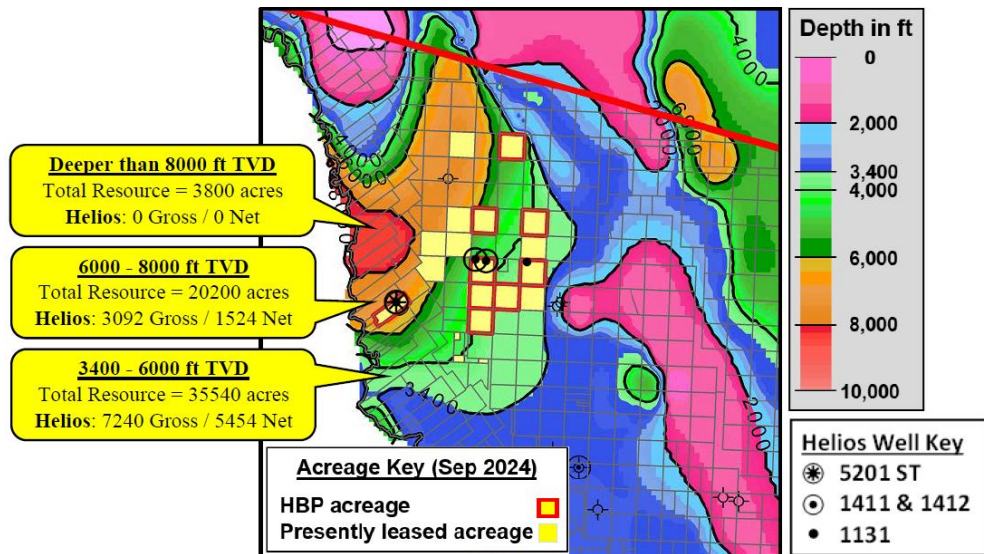 Deeper than 8000 ft TVD
Total Resource = 3800 acres
Helios: 0 Gross / 0 Net
6000 - 8000 ft TVD
Total Resource = 20200 acres
Helios: 3092 Gross / 1524 Net
3400 - 6000 ft TVD
Total Resource = 35540 acres
Helios: 7240 Gross / 5454 Net
4000
6000
4000
3400
2000
Acreage Key (Sep 2024)
HBP acreage
Presently leased acreage
Depth in ft
0
2,000
3,400
4,000
6,000
8,000
10,000
Helios Well Key
5201 ST
1411 & 1412
1131